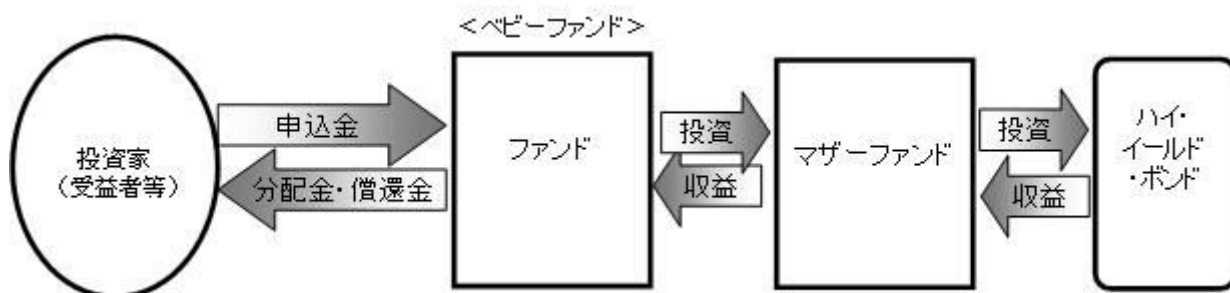 <ベビーファンド>
投資家
(受益者等)
申込金
分配金・償還金
ファンド
投資
収益
マザーファンド
投資
収益
ハイ・
イールド
・ボンド